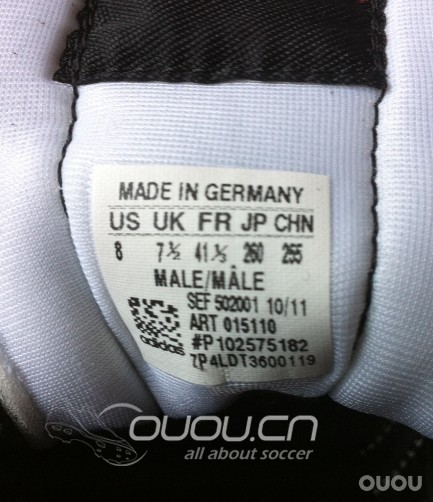 MADE IN GERMANY
US UK FR JP CHN
8 7½ 41⅓ 260 255
MALE/MÂLE
SEF 502001 10/11
ART 015110
adidas #P102575182
7P4LDT3600119
OUOU.CN
all about soccer
OUOU